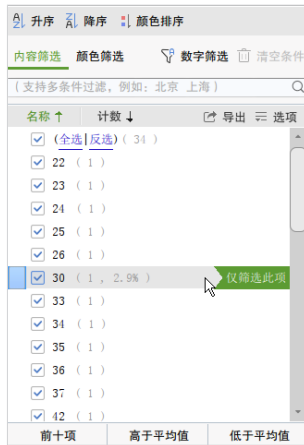 升序 降序 颜色排序
内容筛选 颜色筛选 数字筛选 清空条件
(支持多条件过滤，例如：北京 上海)
名称 计数 导出 选项
(全选|反选) ( 34 )
22 ( 1 )
23 ( 1 )
24 ( 1 )
25 ( 1 )
26 ( 1 )
30 ( 1 , 2.9% ) 仅筛选此项
33 ( 1 )
34 ( 1 )
35 ( 1 )
36 ( 1 )
37 ( 1 )
42 ( 1 )
前十项 高于平均值 低于平均值